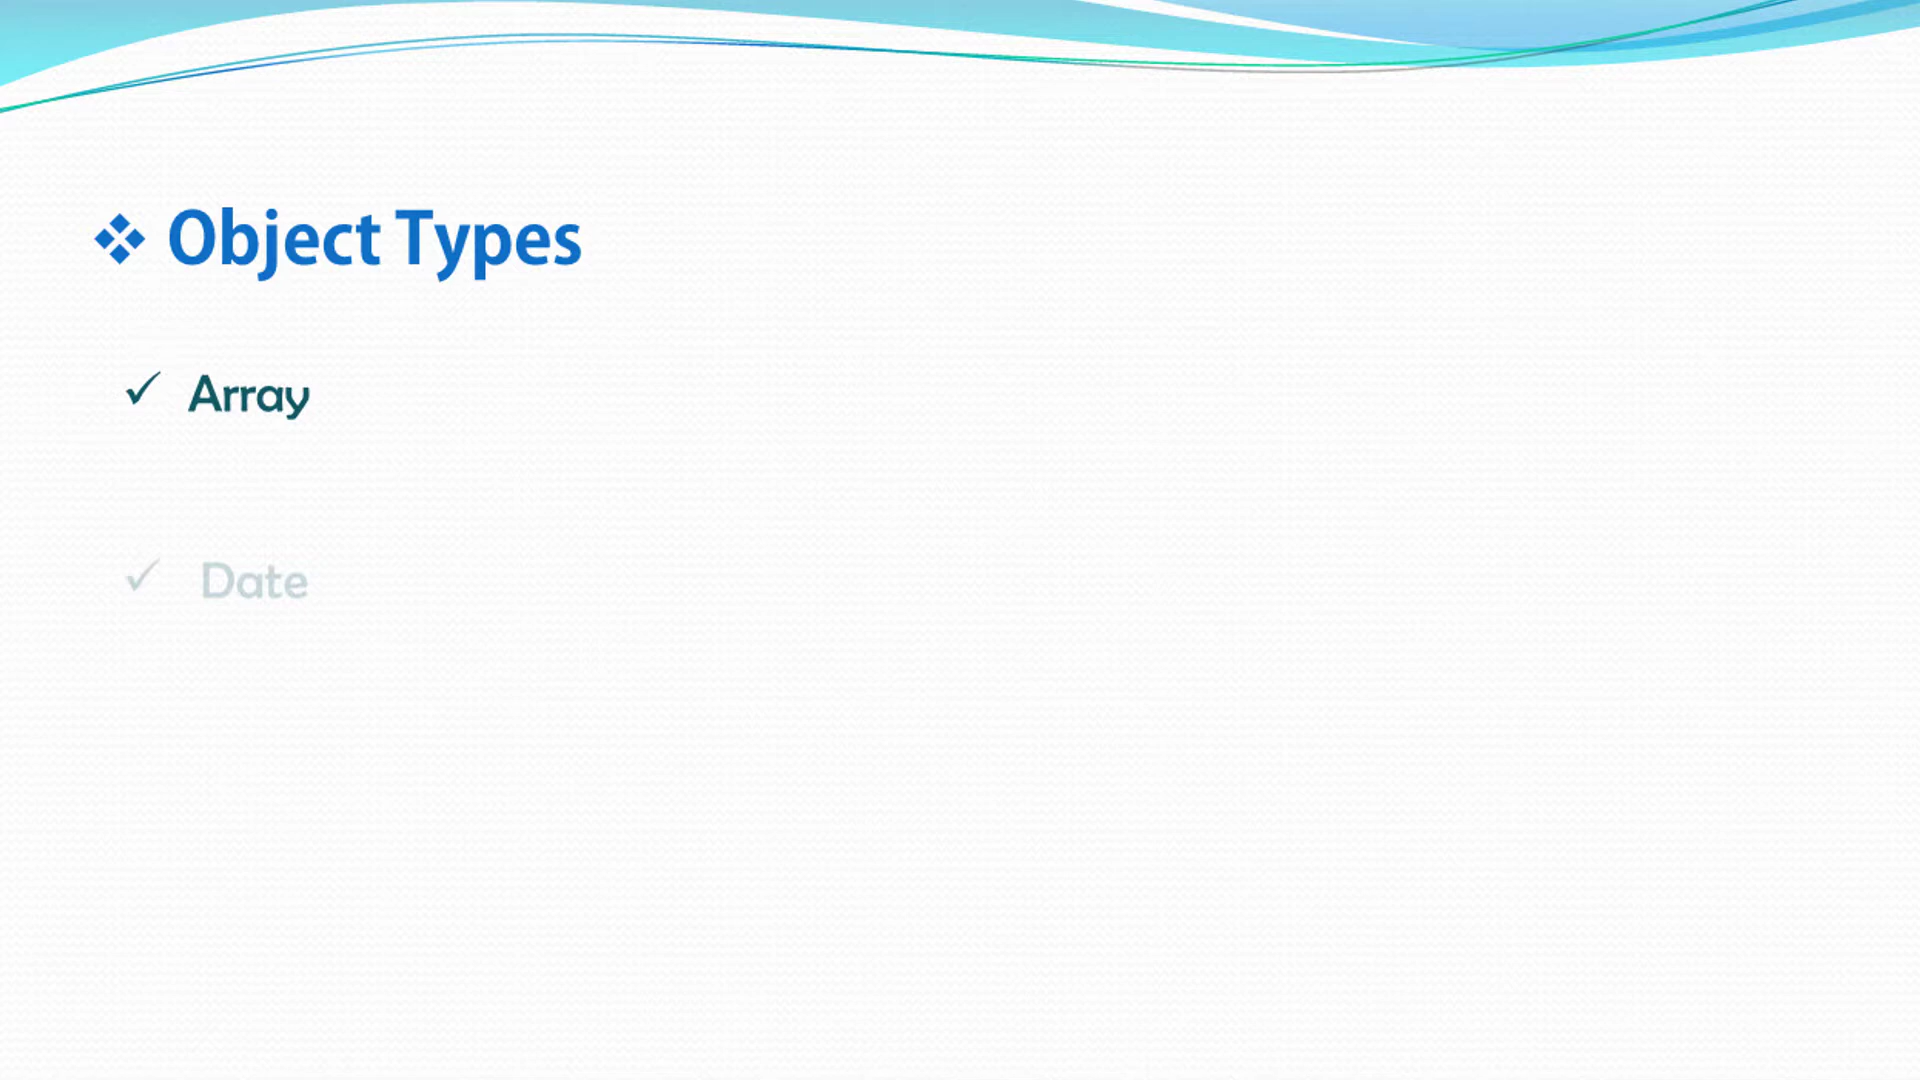 ❖ Object Types
✓ Array
✓ Date